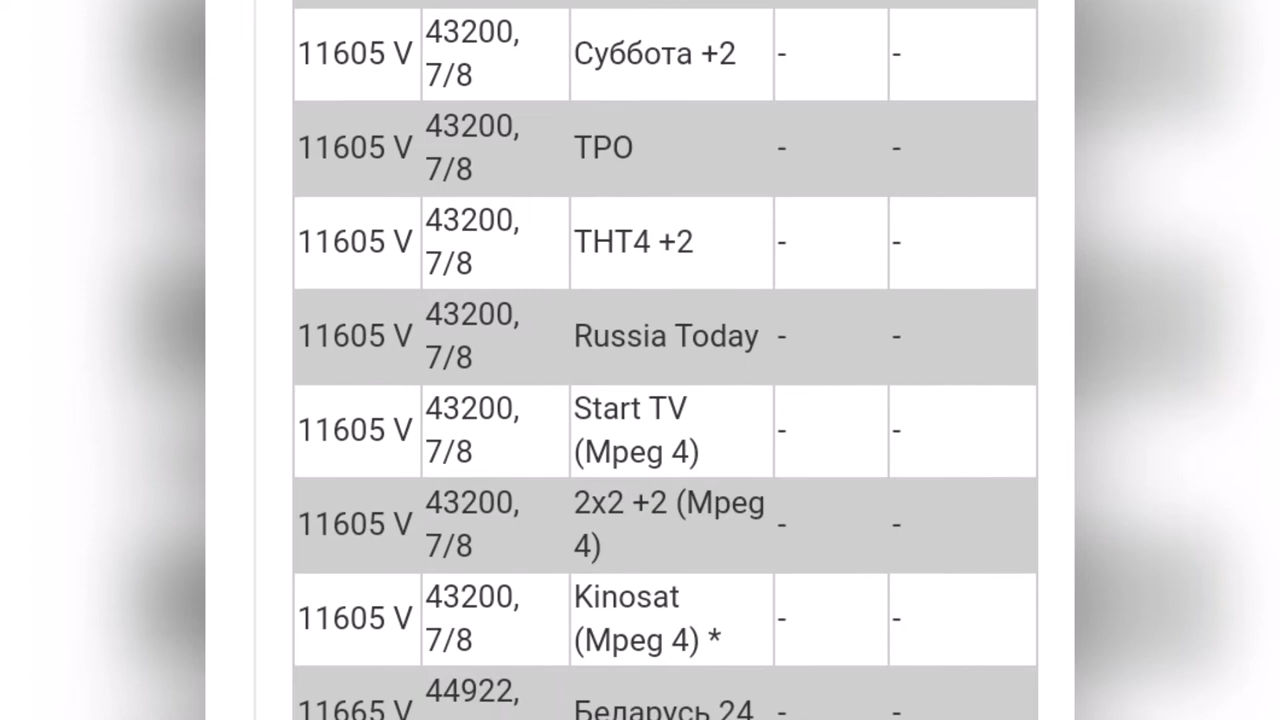 11605 V 43200, 7/8 Суббота +2 - -
11605 V 43200, 7/8 ТРО - -
11605 V 43200, 7/8 ТНТ4 +2 - -
11605 V 43200, 7/8 Russia Today - -
11605 V 43200, 7/8 Start TV (Mpeg 4) - -
11605 V 43200, 7/8 2x2 +2 (Mpeg 4) - -
11605 V 43200, 7/8 Kinosat (Mpeg 4) * - -
11665 V 44922, Беларусь 24 - -